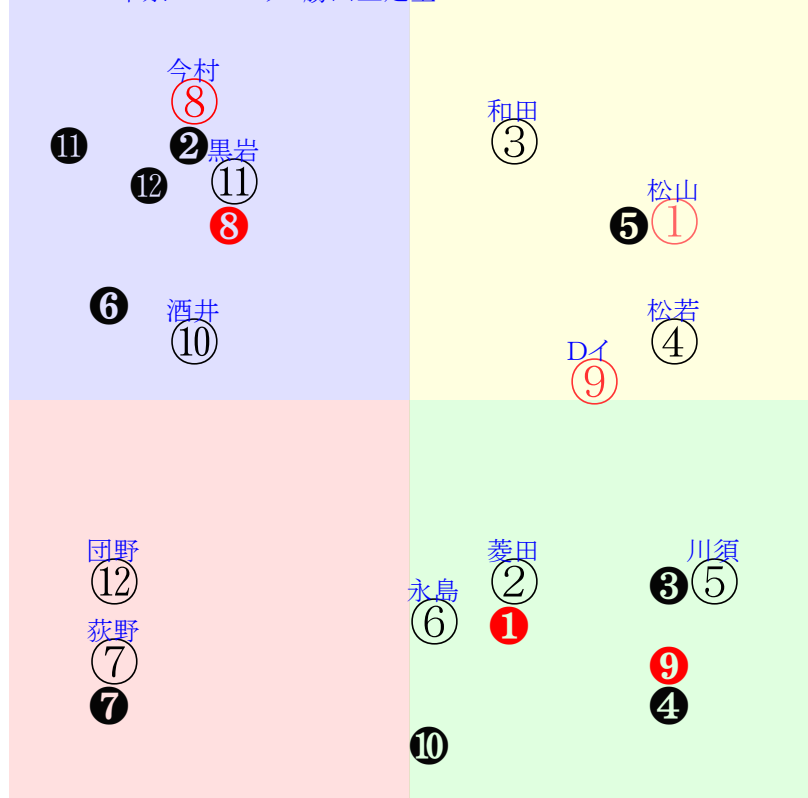 今村
⑧
和田
③
⓫
❷
黒岩
⑪
⓬
❽
松山
①
❺
❻
酒井
⑩
松若
④
Dイ
⑨
団野
⑫
菱田
②
川須
⑤
❸
永島
⑥
❶
荻野
⑦
❾
❼
❹
❿